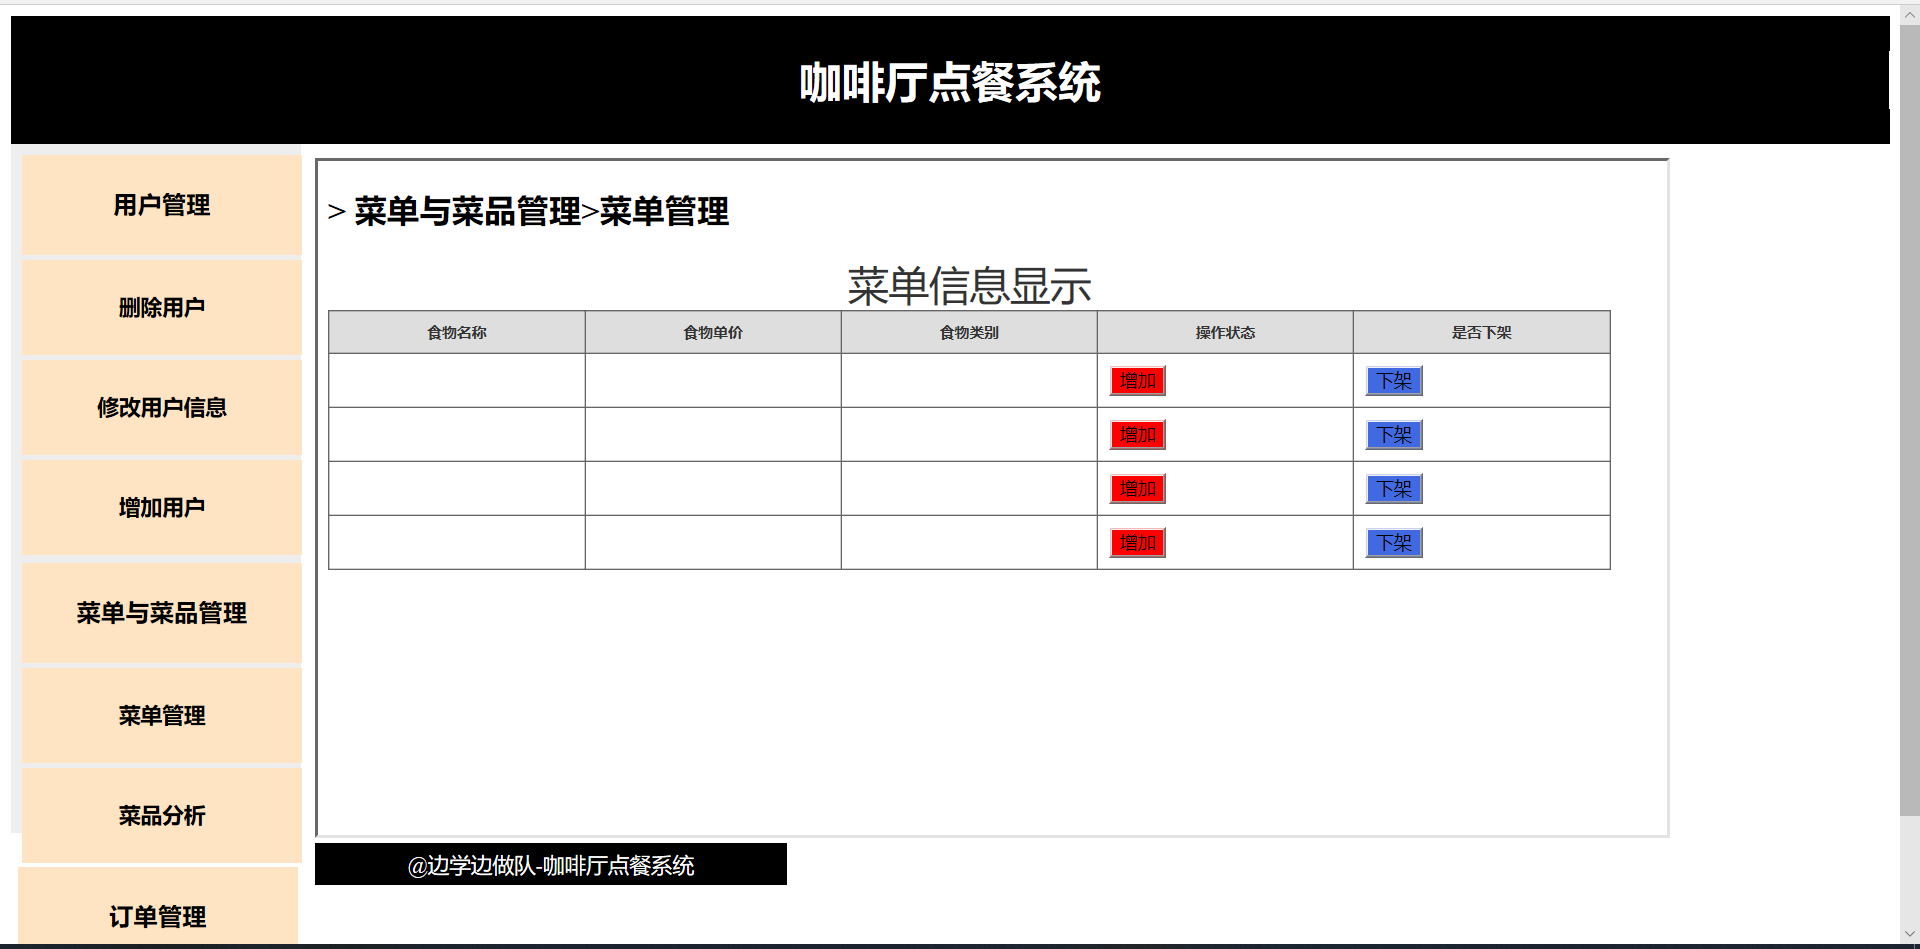 咖啡厅点餐系统
用户管理
删除用户
修改用户信息
增加用户
菜单与菜品管理
菜单管理
菜品分析
订单管理
> 菜单与菜品管理>菜单管理
菜单信息显示
食物名称 食物单价 食物类别 操作状态 是否下架
增加 下架
增加 下架
增加 下架
增加 下架
@边学边做队-咖啡厅点餐系统